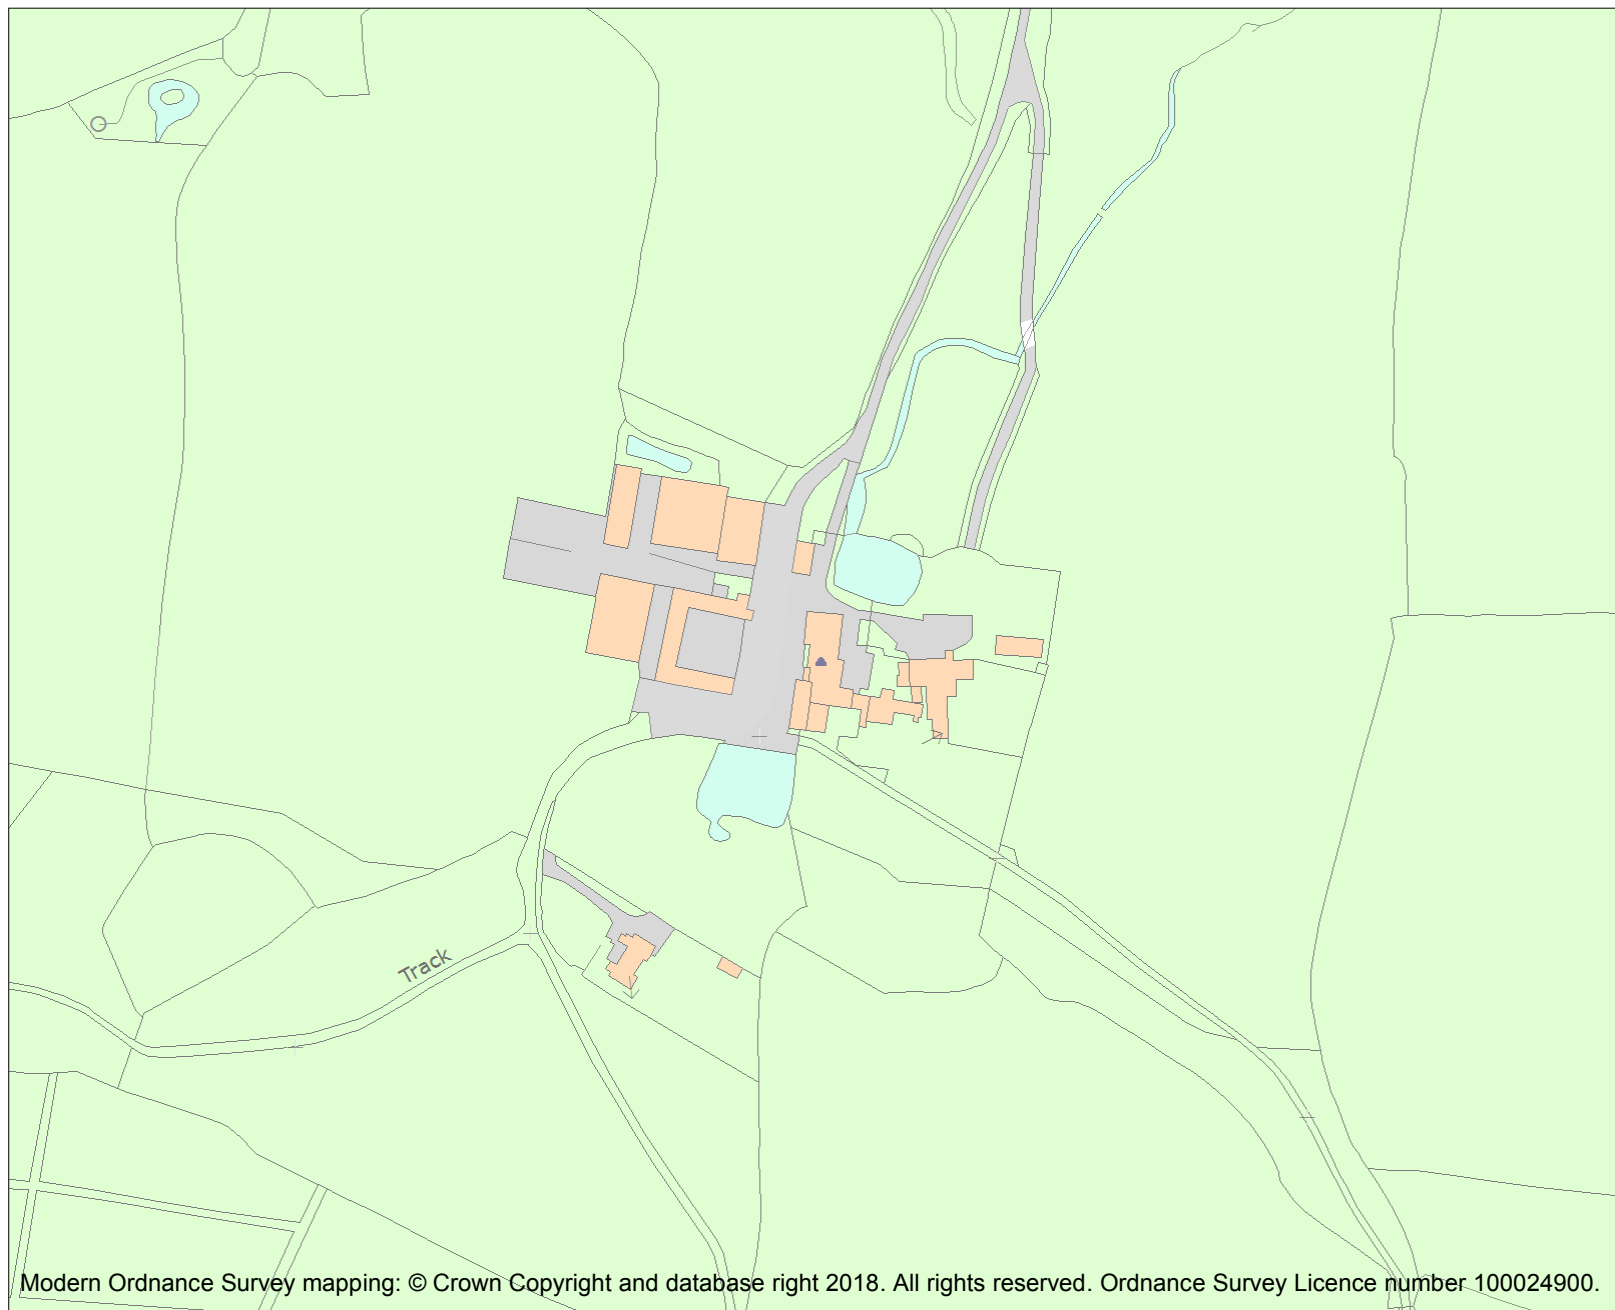 Track
Modern Ordnance Survey mapping: © Crown Copyright and database right 2018. All rights reserved. Ordnance Survey Licence number 100024900.